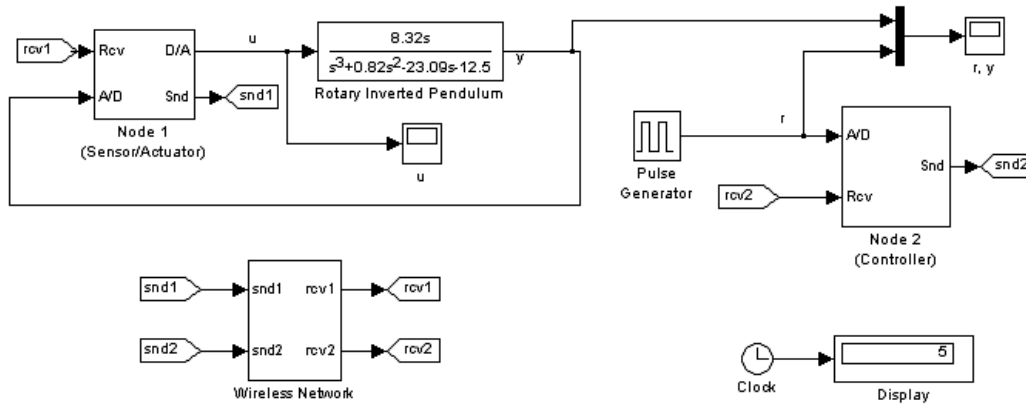 rcv1
Rcv
D/A
A/D
Snd
Node 1
(Sensor/Actuator)
u
snd1
8.32s
s³+0.82s²-23.09s-12.5
Rotary Inverted Pendulum
y
u
r, y
r
Pulse
Generator
rcv2
A/D
Rcv
Snd
Node 2
(Controller)
snd2
snd1
snd2
snd1
rcv1
snd2
rcv2
Wireless Network
rcv1
rcv2
Clock
5
Display